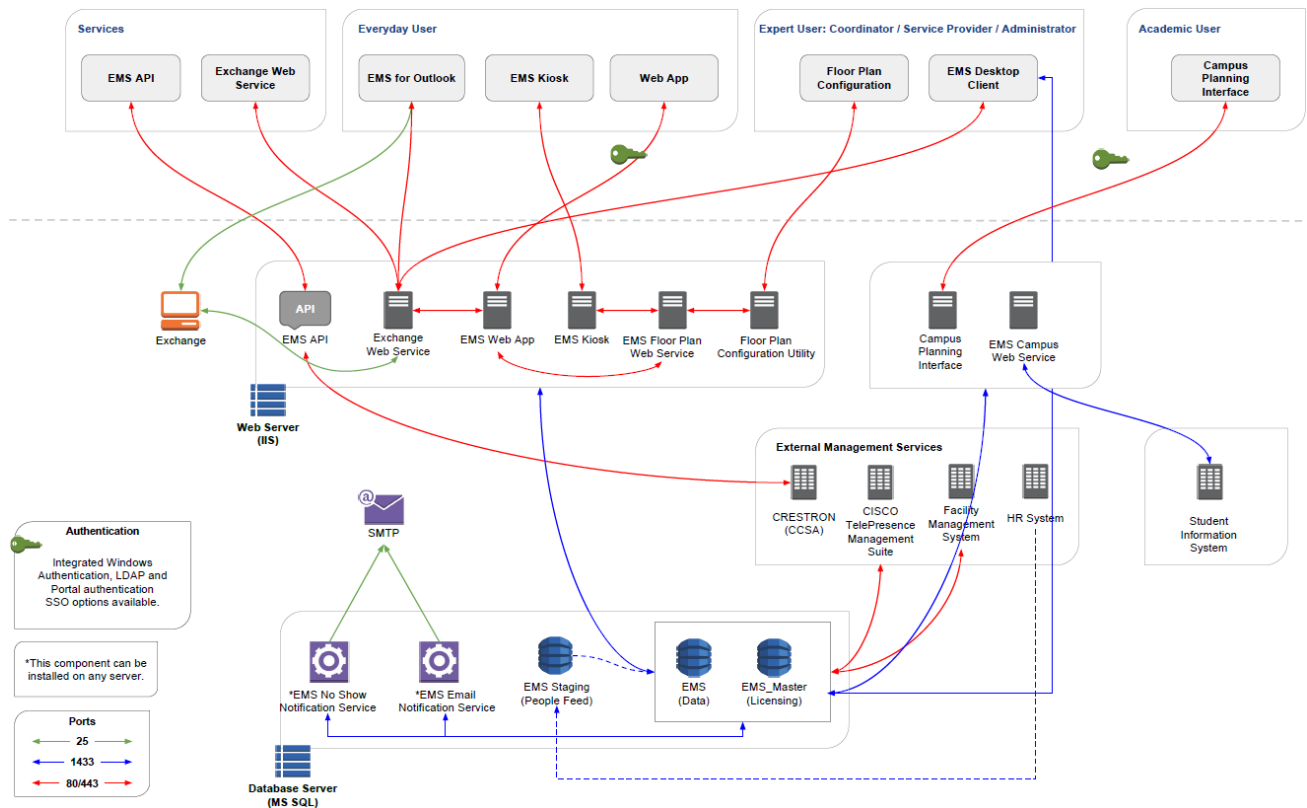 Services
Everyday User
Expert User: Coordinator / Service Provider / Administrator
Academic User
EMS API
Exchange Web
Service
EMS for Outlook
EMS Kiosk
Web App
Floor Plan
Configuration
EMS Desktop
Client
Campus
Planning
Interface
Exchange
API
EMS API
Exchange
Web Service
EMS Web App
EMS Kiosk
EMS Floor Plan
Web Service
Floor Plan
Configuration Utility
Campus
Planning
Interface
EMS Campus
Web Service
Web Server
(IIS)
External Management Services
CRESTRON
(CCSA)
CISCO
TelePresence
Management
Suite
Facility
Management
System
HR System
Student
Information
System
@
SMTP
Authentication
Integrated Windows
Authentication, LDAP and
Portal authentication
SSO options available.
*This component can be
installed on any server.
*EMS No Show
Notification Service
*EMS Email
Notification Service
EMS Staging
(People Feed)
EMS
(Data)
EMS_Master
(Licensing)
Ports
25
1433
80/443
Database Server
(MS SQL)